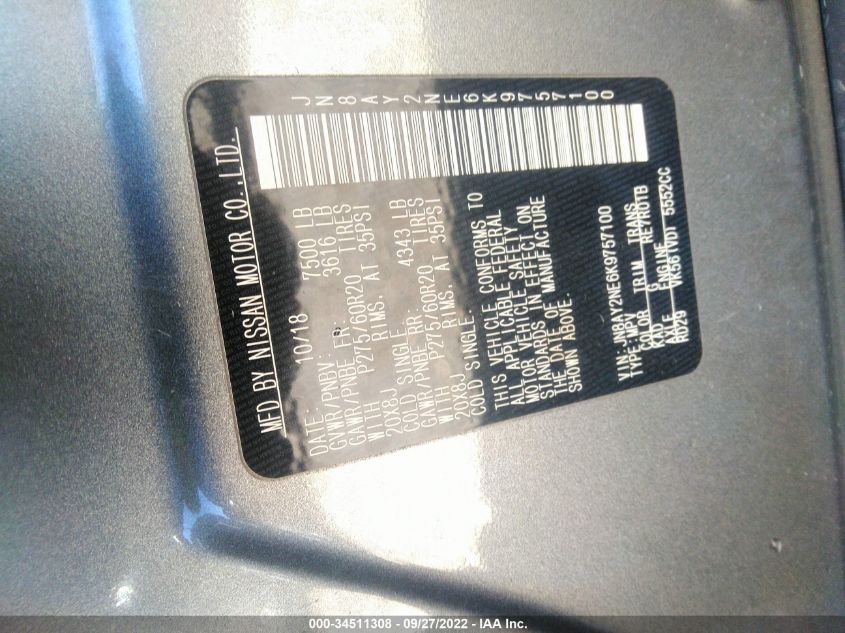 MFD BY NISSAN MOTOR CO.,LTD.
JN8AY2NE6K9757100
DATE: 10/18
GVWR/PNBV: 7500 LB
GAWR/PNBE FR: 3616 LB
WITH P275/60R20 TIRES
20X8J RIMS. AT 35PSI
COLD SINGLE.
GAWR/PNBE RR: 4343 LB
WITH P275/60R20 TIRES
20X8J RIMS. AT 35PSI
COLD SINGLE.
THIS VEHICLE CONFORMS TO
ALL APPLICABLE FEDERAL
MOTOR VEHICLE SAFETY
STANDARDS IN EFFECT ON
THE DATE OF MANUFACTURE
SHOWN ABOVE.
VIN:JN8AY2NE6K9757100
TYPE:MPV
COLOR TRIM TRANS
KAD G RE7R01B
AXLE ENGINE
R029 VK56(VD) 5552CC
000-34511308 - 09/27/2022 - IAA Inc.